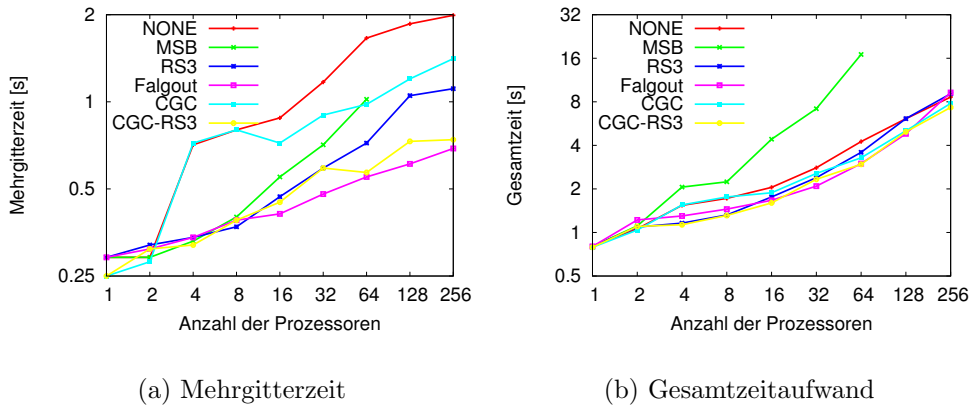 Mehrgitterzeit [s]
2
1
0.5
0.25
NONE
MSB
RS3
Falgout
CGC
CGC-RS3
1 2 4 8 16 32 64 128 256
Anzahl der Prozessoren
(a) Mehrgitterzeit
Gesamtzeit [s]
32
16
8
4
2
1
0.5
NONE
MSB
RS3
Falgout
CGC
CGC-RS3
1 2 4 8 16 32 64 128 256
Anzahl der Prozessoren
(b) Gesamtzeitaufwand